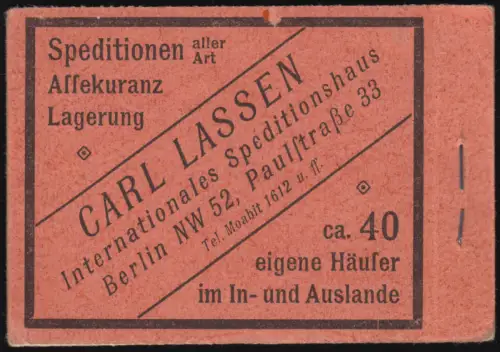 Speditionen aller Art
Aſſekuranz
Lagerung
CARL LASSEN
Internationales Speditionshaus
Berlin NW 52, Paulſtraße 33
Tel. Moabit 1612 u. ff.
ca. 40
eigene Häuſer
im In- und Auslande